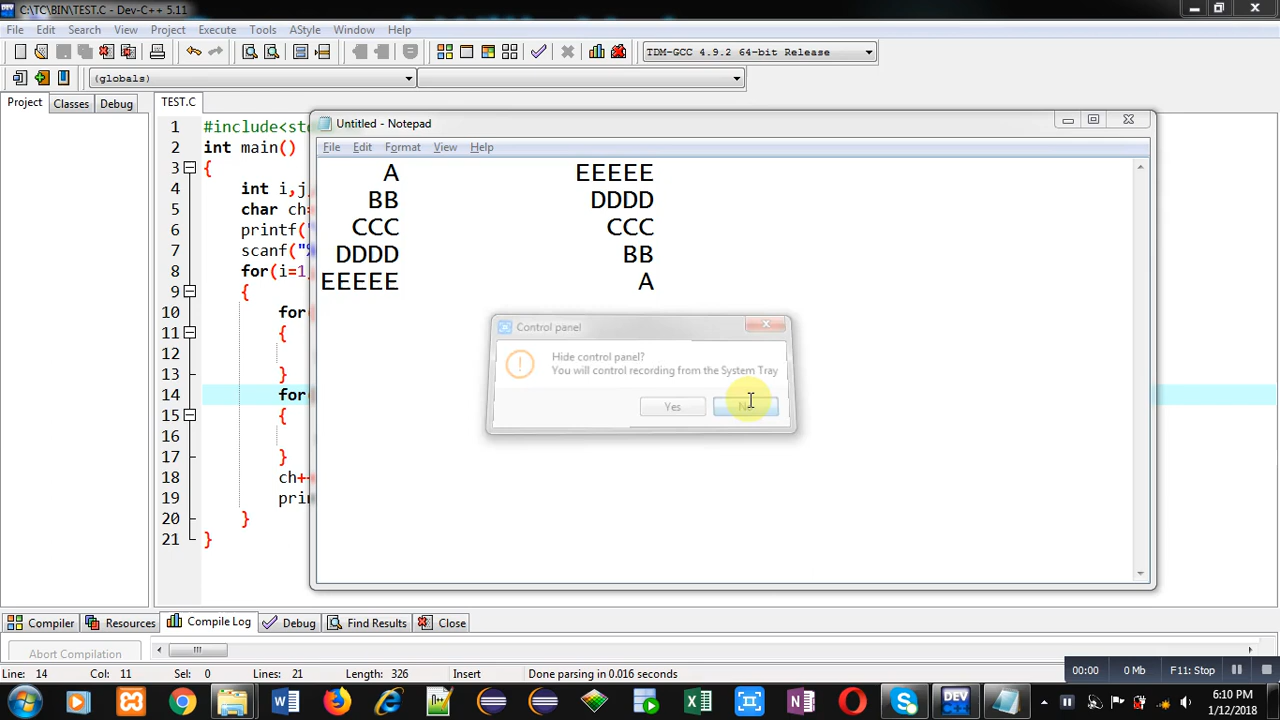 C:\TC\BIN\TEST.C - Dev-C++ 5.11
File Edit Search View Project Execute Tools AStyle Window Help
TDM-GCC 4.9.2 64-bit Release
(globals)
Project Classes Debug
TEST.C
1 #include<st
2 int main()
3 {
4 int i,j
5 char ch
6 printf(
7 scanf("
8 for(i=1
9 {
10 for
11 {
12
13 }
14 for
15 {
16
17 }
18 ch++
19 prin
20 }
21 }
Untitled - Notepad
File Edit Format View Help
A EEEEE
BB DDDD
CCC CCC
DDDD BB
EEEEE A
Control panel
Hide control panel?
You will control recording from the System Tray
Yes
Compiler Resources Compile Log Debug Find Results Close
Abort Compilation
Line: 14 Col: 11 Sel: 0 Lines: 21 Length: 326 Insert Done parsing in 0.016 seconds
00:00 0 Mb F11: Stop
DEV
6:10 PM
1/12/2018